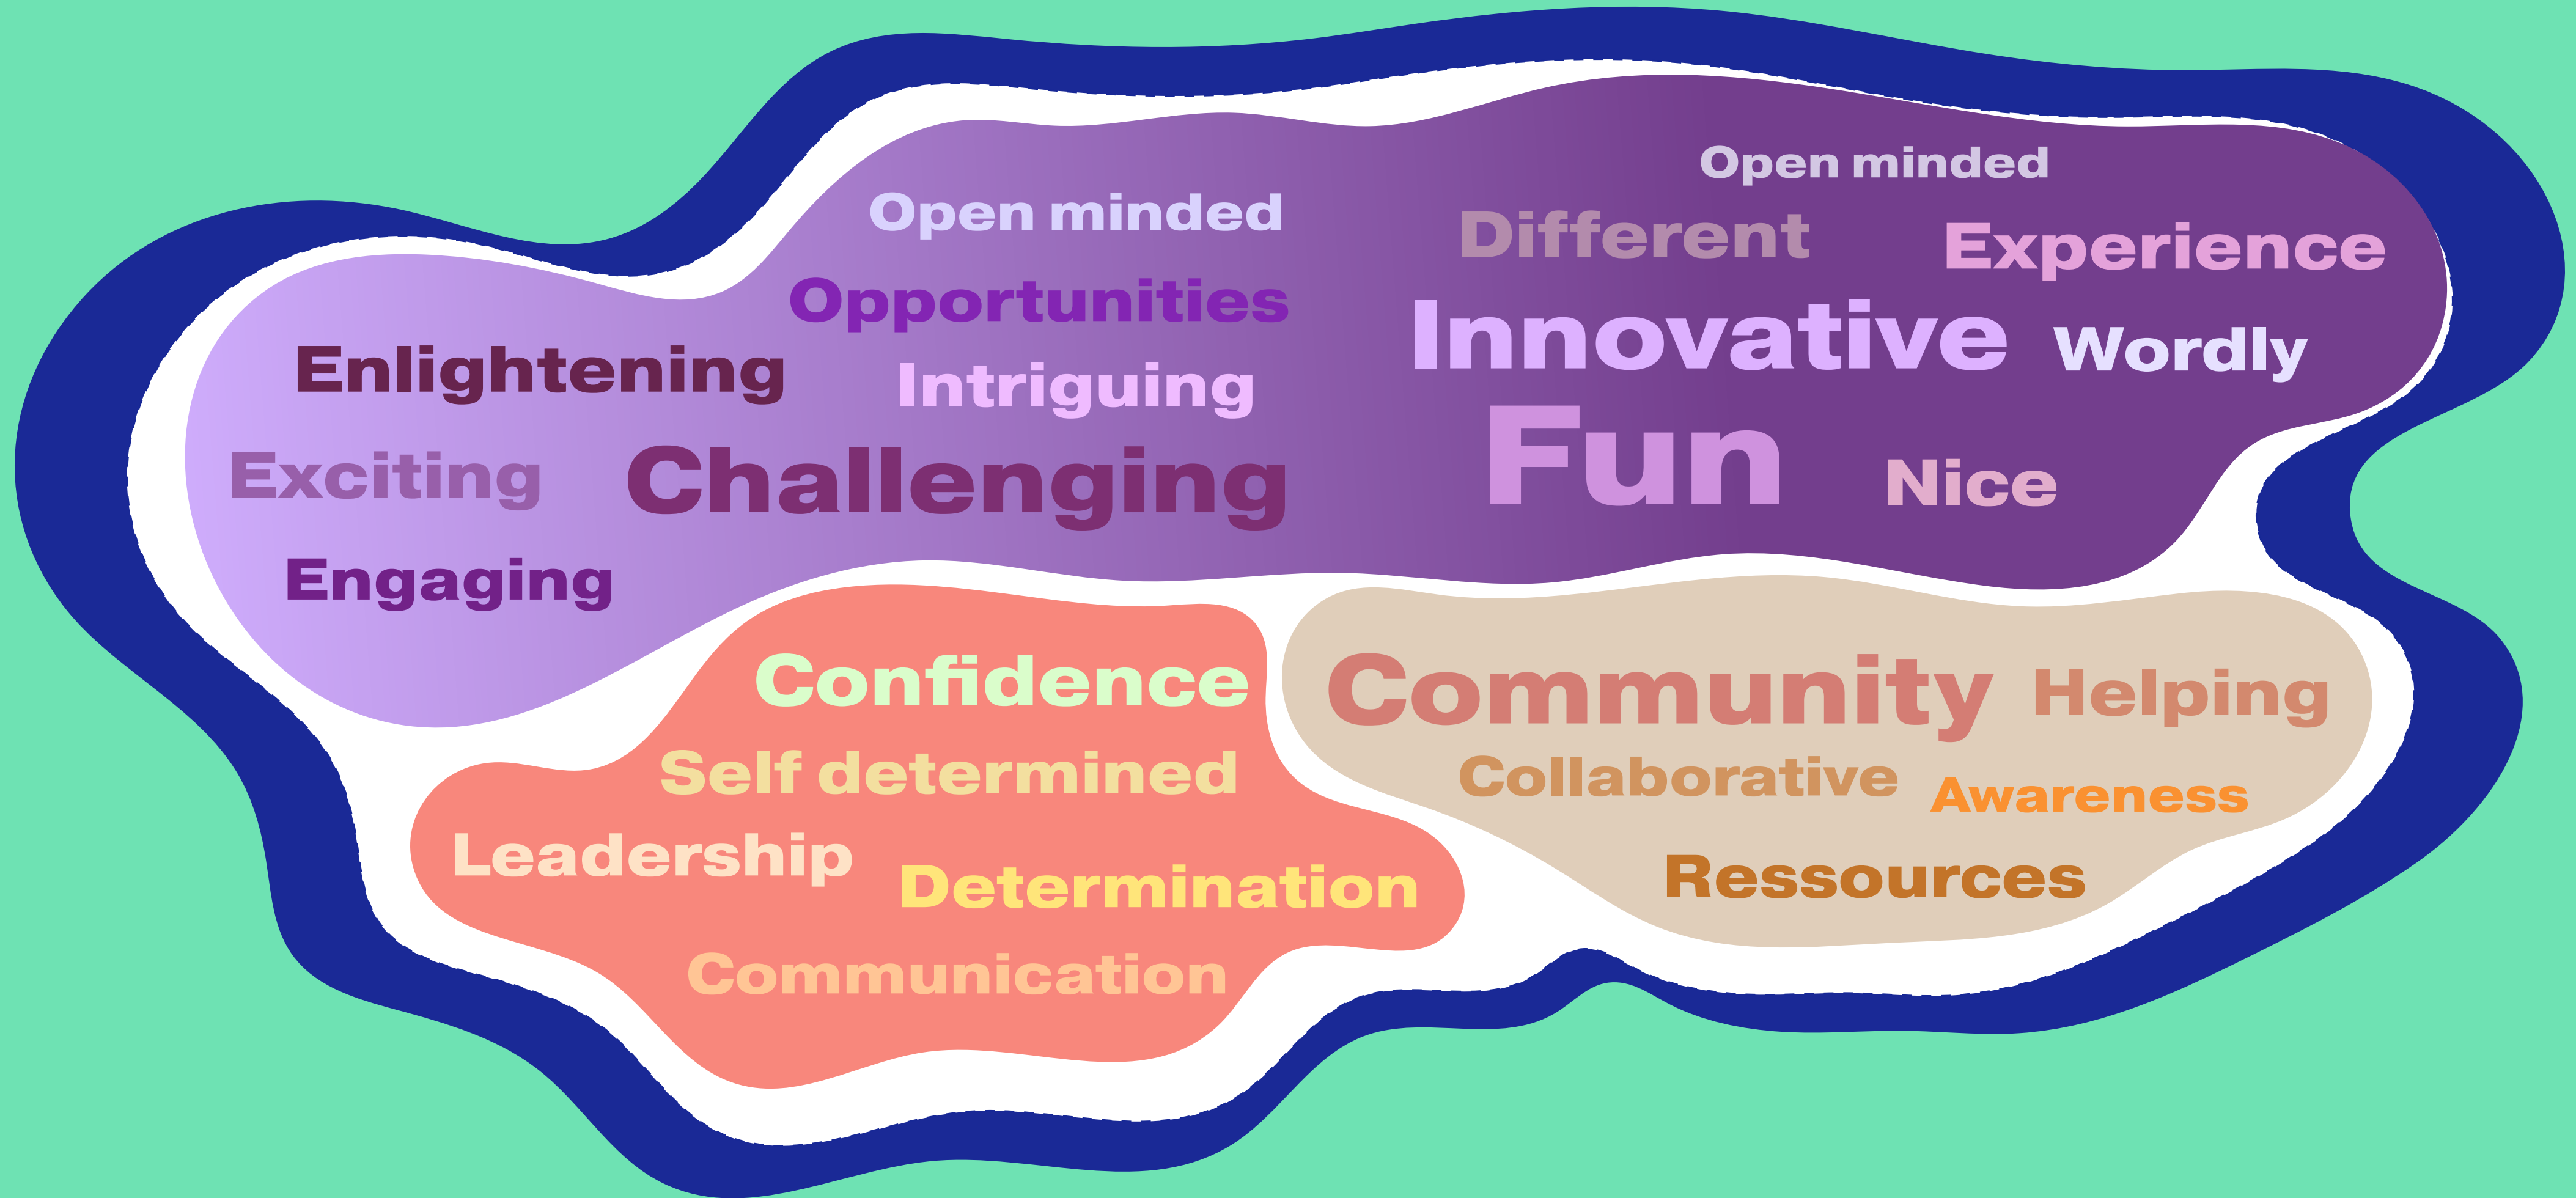 Open minded
Opportunities
Enlightening
Intriguing
Exciting
Challenging
Engaging
Open minded
Different
Experience
Innovative
Wordly
Fun
Nice
Confidence
Self determined
Leadership
Determination
Communication
Community
Helping
Collaborative
Awareness
Ressources